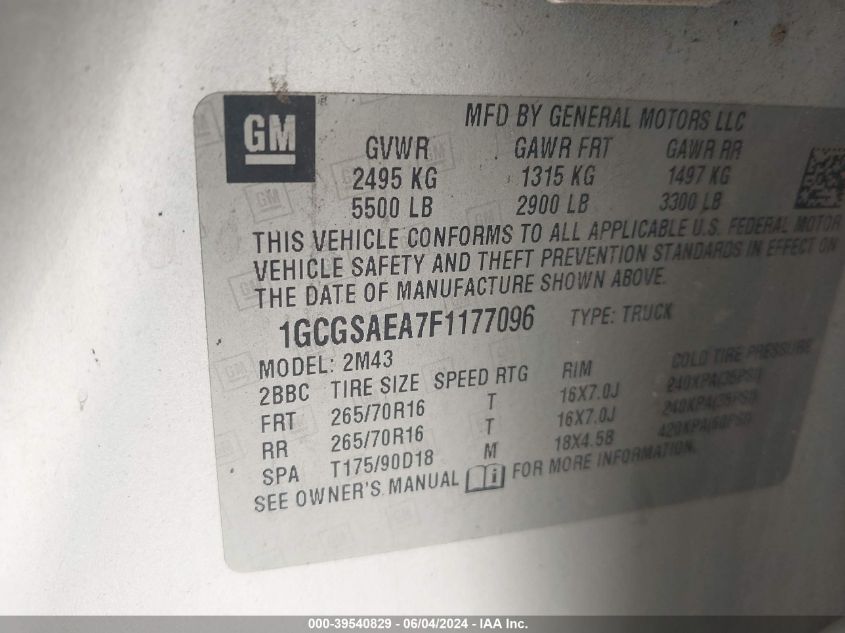 GM
MFD BY GENERAL MOTORS LLC
GVWR GAWR FRT GAWR RR
2495 KG 1315 KG 1497 KG
5500 LB 2900 LB 3300 LB
THIS VEHICLE CONFORMS TO ALL APPLICABLE U.S. FEDERAL MOTOR
VEHICLE SAFETY AND THEFT PREVENTION STANDARDS IN EFFECT ON
THE DATE OF MANUFACTURE SHOWN ABOVE.
1GCGSAEA7F1177096 TYPE: TRUCK
MODEL: 2M43
2BBC TIRE SIZE SPEED RTG RIM COLD TIRE PRESSURE
FRT 265/70R16 T 16X7.0J 240KPA(35PSI)
RR 265/70R16 T 16X7.0J 240KPA(35PSI)
SPA T175/90D18 M 18X4.5B 420KPA(60PSI)
SEE OWNER'S MANUAL FOR MORE INFORMATION.
000-39540829 - 06/04/2024 - IAA Inc.